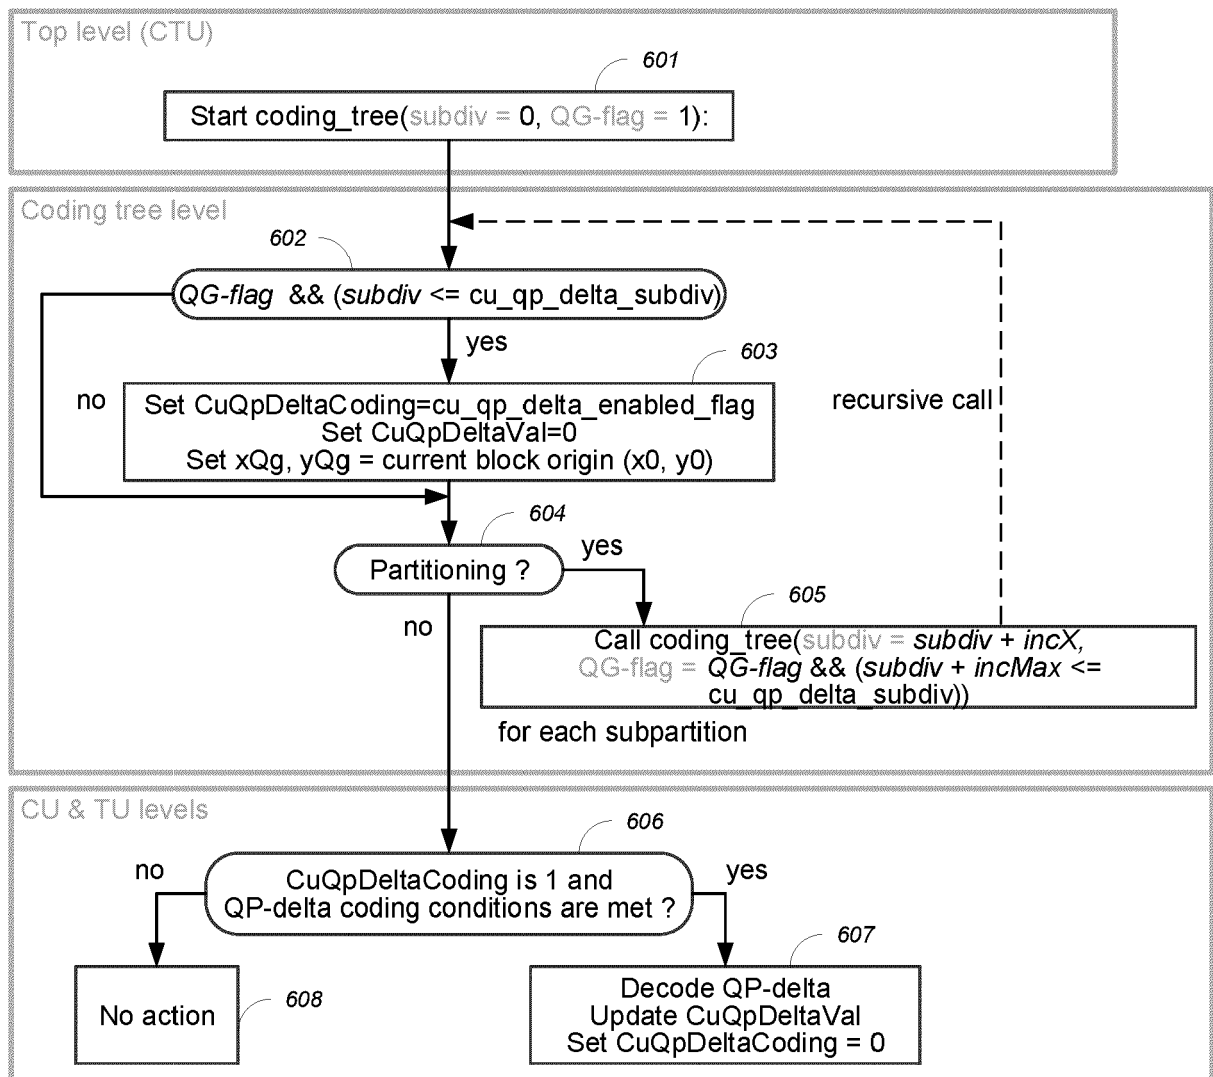 Top level (CTU)
601
Start coding_tree(subdiv = 0, QG-flag = 1):
Coding tree level
602
QG-flag && (subdiv <= cu_qp_delta_subdiv)
yes
603
no
Set CuQpDeltaCoding=cu_qp_delta_enabled_flag
Set CuQpDeltaVal=0
Set xQg, yQg = current block origin (x0, y0)
recursive call
604
Partitioning ?
yes
605
no
Call coding_tree(subdiv = subdiv + incX,
QG-flag = QG-flag && (subdiv + incMax <=
cu_qp_delta_subdiv))
for each subpartition
CU & TU levels
606
no
CuQpDeltaCoding is 1 and
QP-delta coding conditions are met ?
yes
607
No action
608
Decode QP-delta
Update CuQpDeltaVal
Set CuQpDeltaCoding = 0